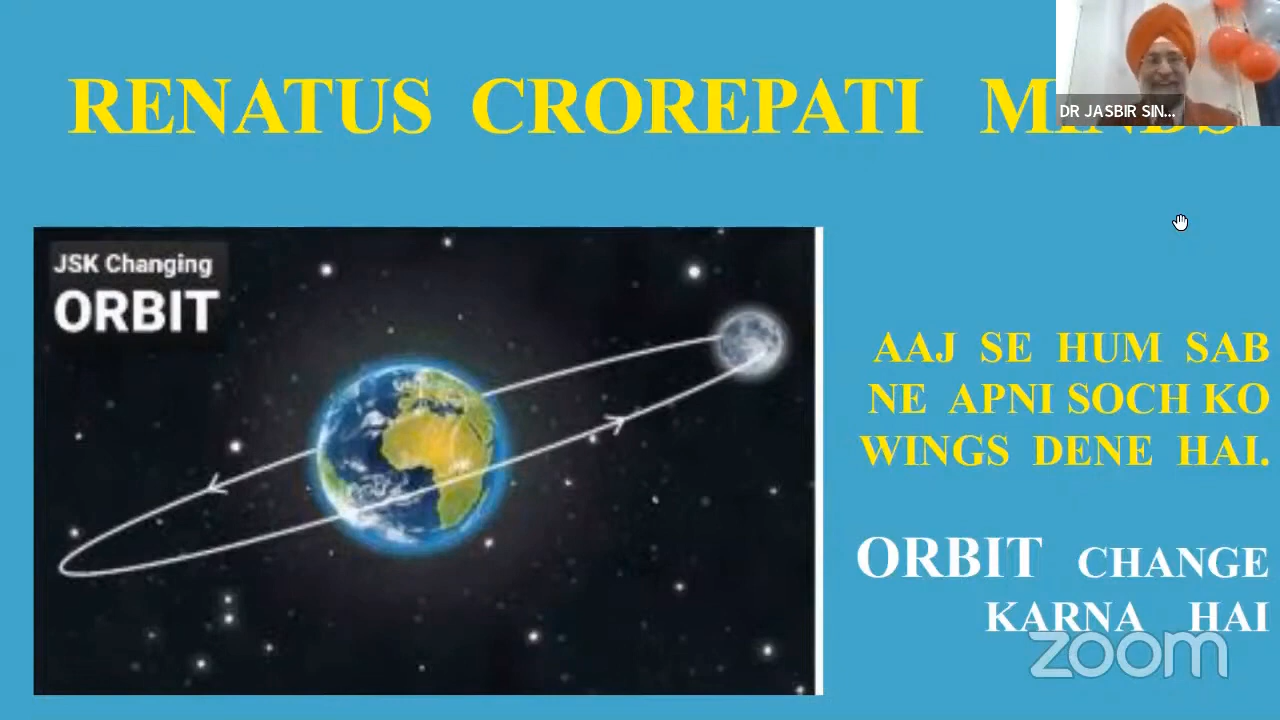 RENATUS CROREPATI MINDS
DR JASBIR SIN...
JSK Changing
ORBIT
AAJ SE HUM SAB
NE APNI SOCH KO
WINGS DENE HAI.
ORBIT CHANGE
KARNA HAI
zoom